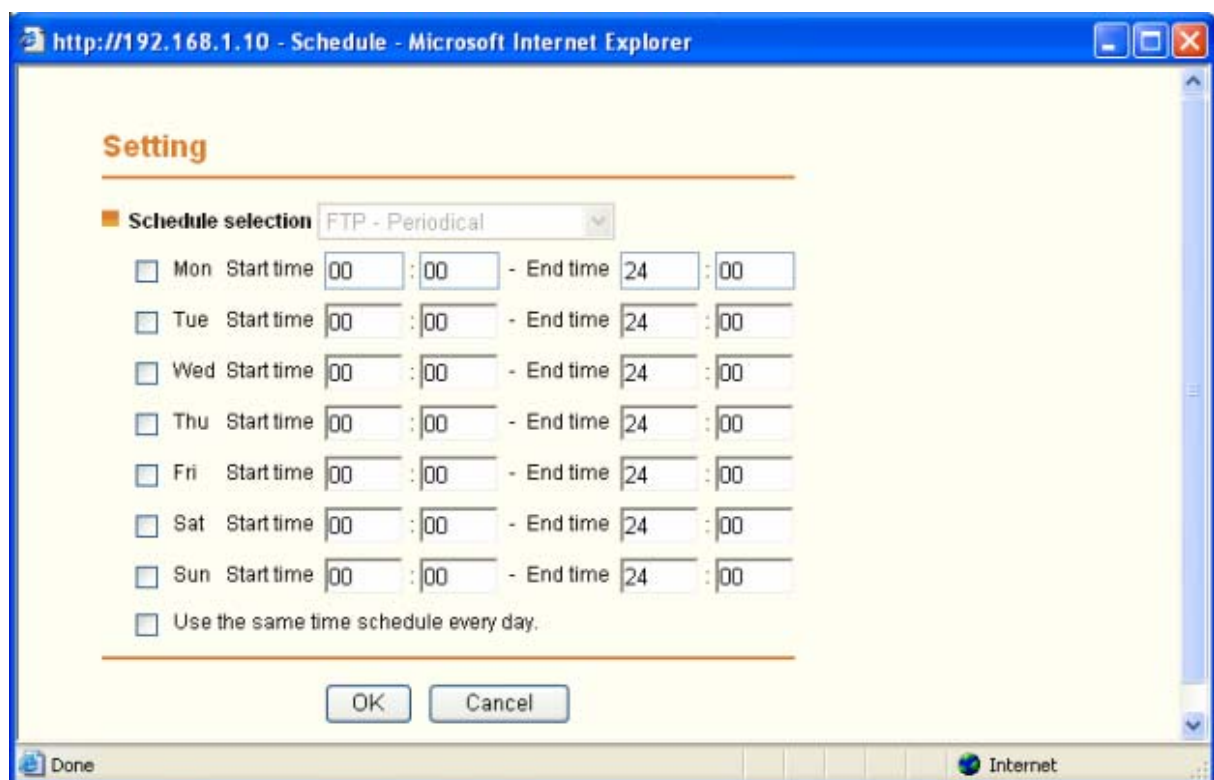 http://192.168.1.10 - Schedule - Microsoft Internet Explorer
Setting
Schedule selection FTP - Periodical
Mon Start time 00 : 00 - End time 24 : 00
Tue Start time 00 : 00 - End time 24 : 00
Wed Start time 00 : 00 - End time 24 : 00
Thu Start time 00 : 00 - End time 24 : 00
Fri Start time 00 : 00 - End time 24 : 00
Sat Start time 00 : 00 - End time 24 : 00
Sun Start time 00 : 00 - End time 24 : 00
Use the same time schedule every day.
OK Cancel
Done Internet